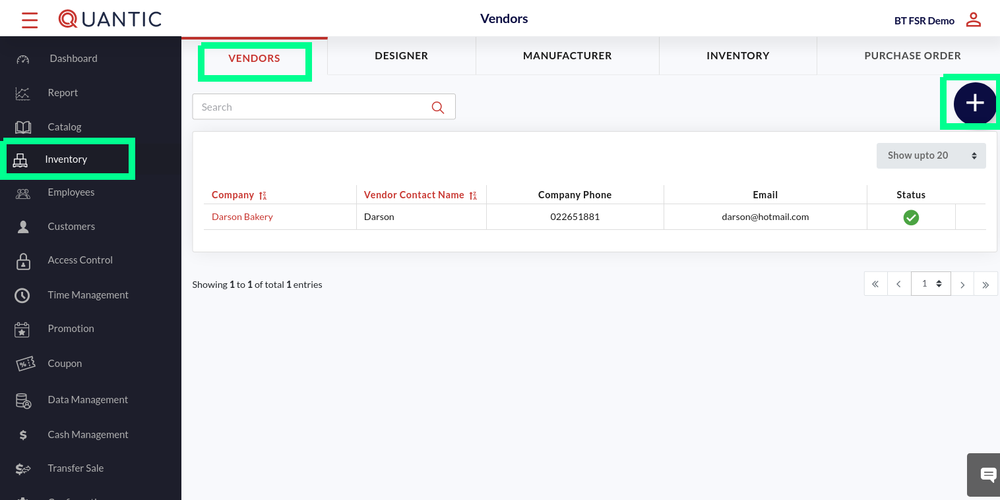 QUANTIC
Vendors
BT FSR Demo
Dashboard
Report
Catalog
Inventory
Employees
Customers
Access Control
Time Management
Promotion
Coupon
Data Management
Cash Management
Transfer Sale
VENDORS DESIGNER MANUFACTURER INVENTORY PURCHASE ORDER
Search
Show upto 20
Company Vendor Contact Name Company Phone Email Status
Darson Bakery Darson 022651881 darson@hotmail.com
Showing 1 to 1 of total 1 entries
« ‹ 1 › »